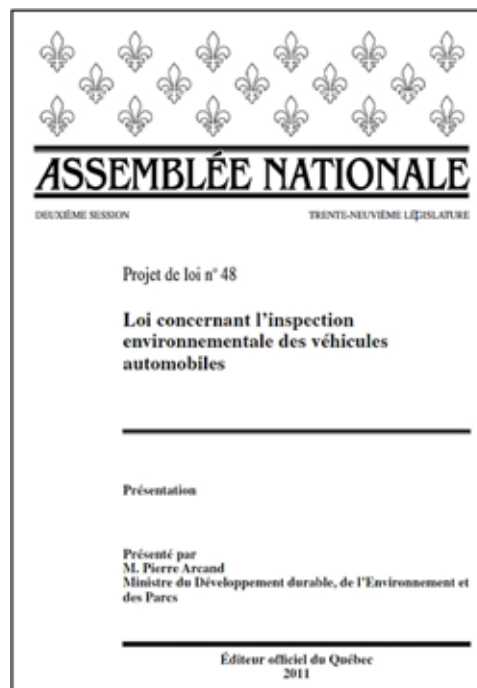 ASSEMBLÉE NATIONALE
DEUXIÈME SESSION TRENTE-NEUVIÈME LÉGISLATURE
Projet de loi nº 48
Loi concernant l’inspection
environnementale des véhicules
automobiles
Présentation
Présenté par
M. Pierre Arcand
Ministre du Développement durable, de l’Environnement et
des Parcs
Éditeur officiel du Québec
2011